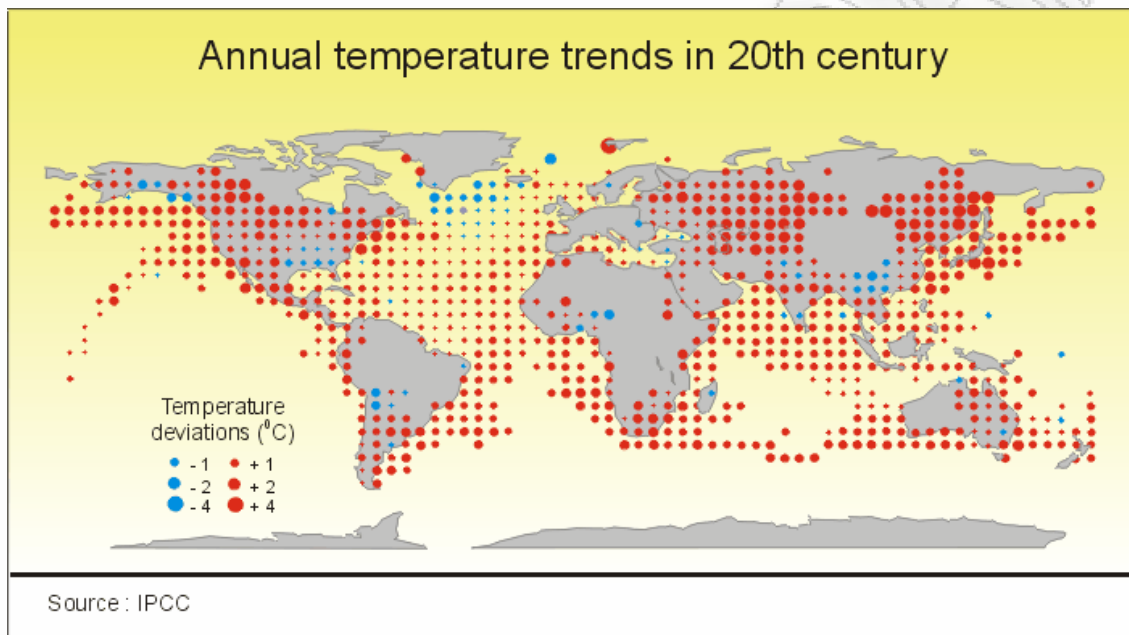 Annual temperature trends in 20th century
Temperature
deviations (⁰C)
- 1 + 1
- 2 + 2
- 4 + 4
Source : IPCC